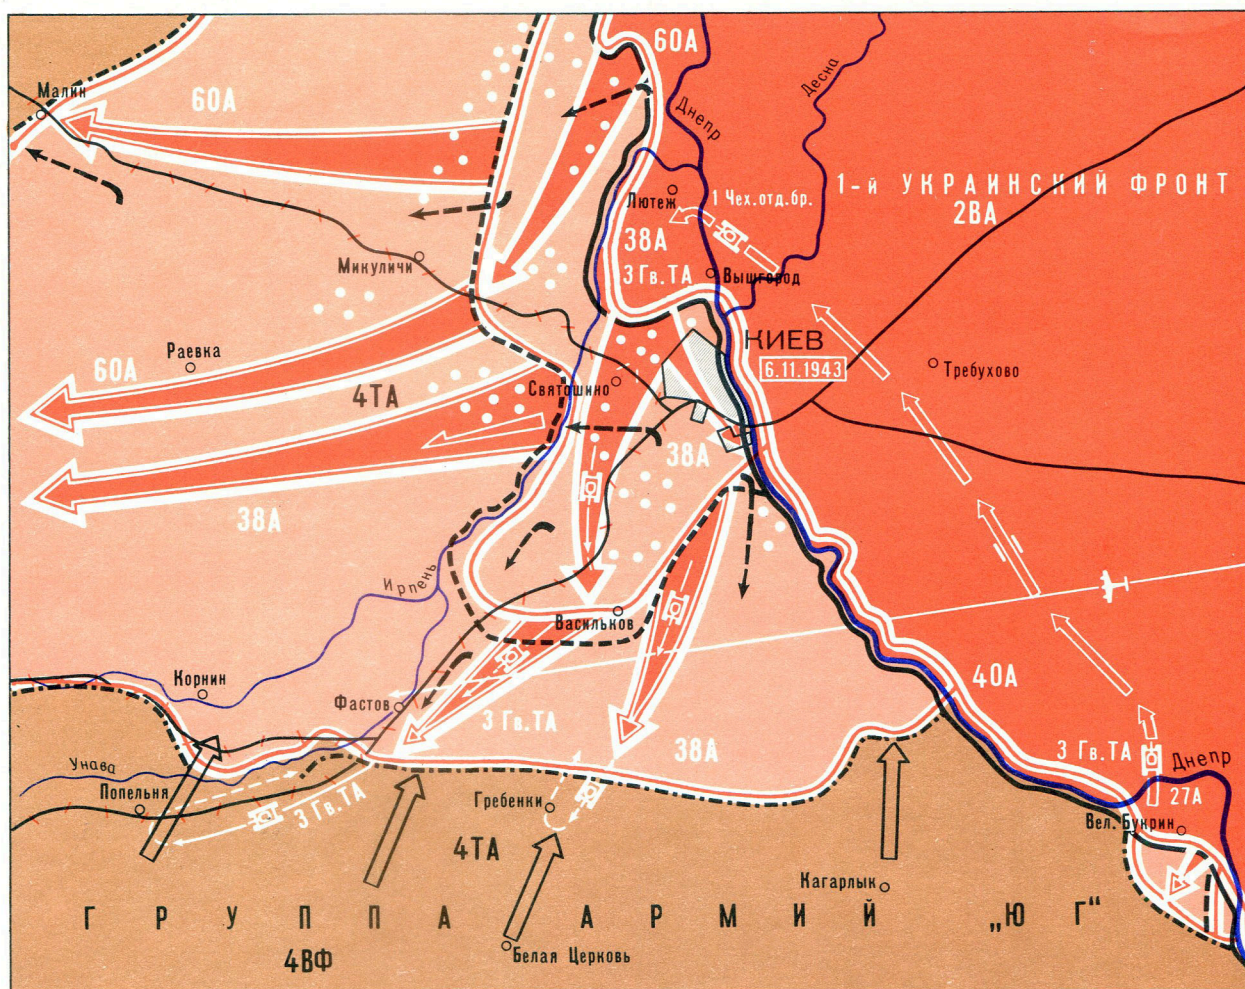 60А
Десна
Малин
60А
Днепр
1-й УКРАИНСКИЙ ФРОНТ
2ВА
Лютеж
1 Чех.отд.бр.
38А
3 Гв.ТА
Микуличи
Вышгород
КИЕВ
6.11.1943
Раевка
60А
Требухово
4ТА
Святошино
38А
38А
Ирпень
Васильков
Корнин
Фастов
40А
3 Гв.ТА
38А
3 Гв.ТА
Днепр
Унава
Попельня
3 Гв.ТА
Гребенки
27А
Вел. Букрин
4ТА
Кагарлык
ГРУППА АРМИЙ „ЮГ“
Белая Церковь
4ВФ